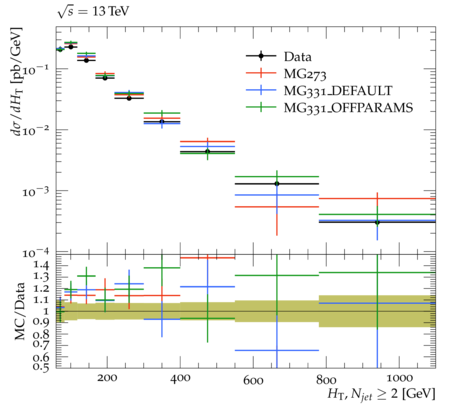 √s = 13 TeV
dσ/dH_T [pb/GeV]
10⁻¹
10⁻²
10⁻³
10⁻⁴
Data
MG273
MG331_DEFAULT
MG331_OFFPARAMS
MC/Data
1.4
1.3
1.2
1.1
1
0.9
0.8
0.7
0.6
0.5
200 400 600 800 1000
H_T, N_jet ≥ 2 [GeV]